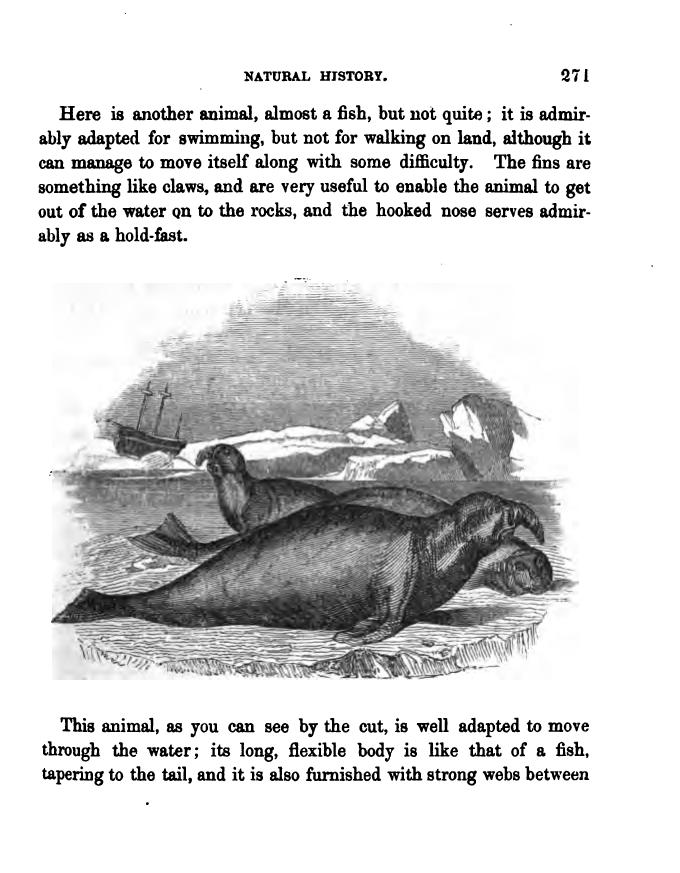 NATURAL HISTORY. 271
Here is another animal, almost a fish, but not quite; it is admir-
ably adapted for swimming, but not for walking on land, although it
can manage to move itself along with some difficulty. The fins are
something like claws, and are very useful to enable the animal to get
out of the water on to the rocks, and the hooked nose serves admir-
ably as a hold-fast.
This animal, as you can see by the cut, is well adapted to move
through the water; its long, flexible body is like that of a fish,
tapering to the tail, and it is also furnished with strong webs between